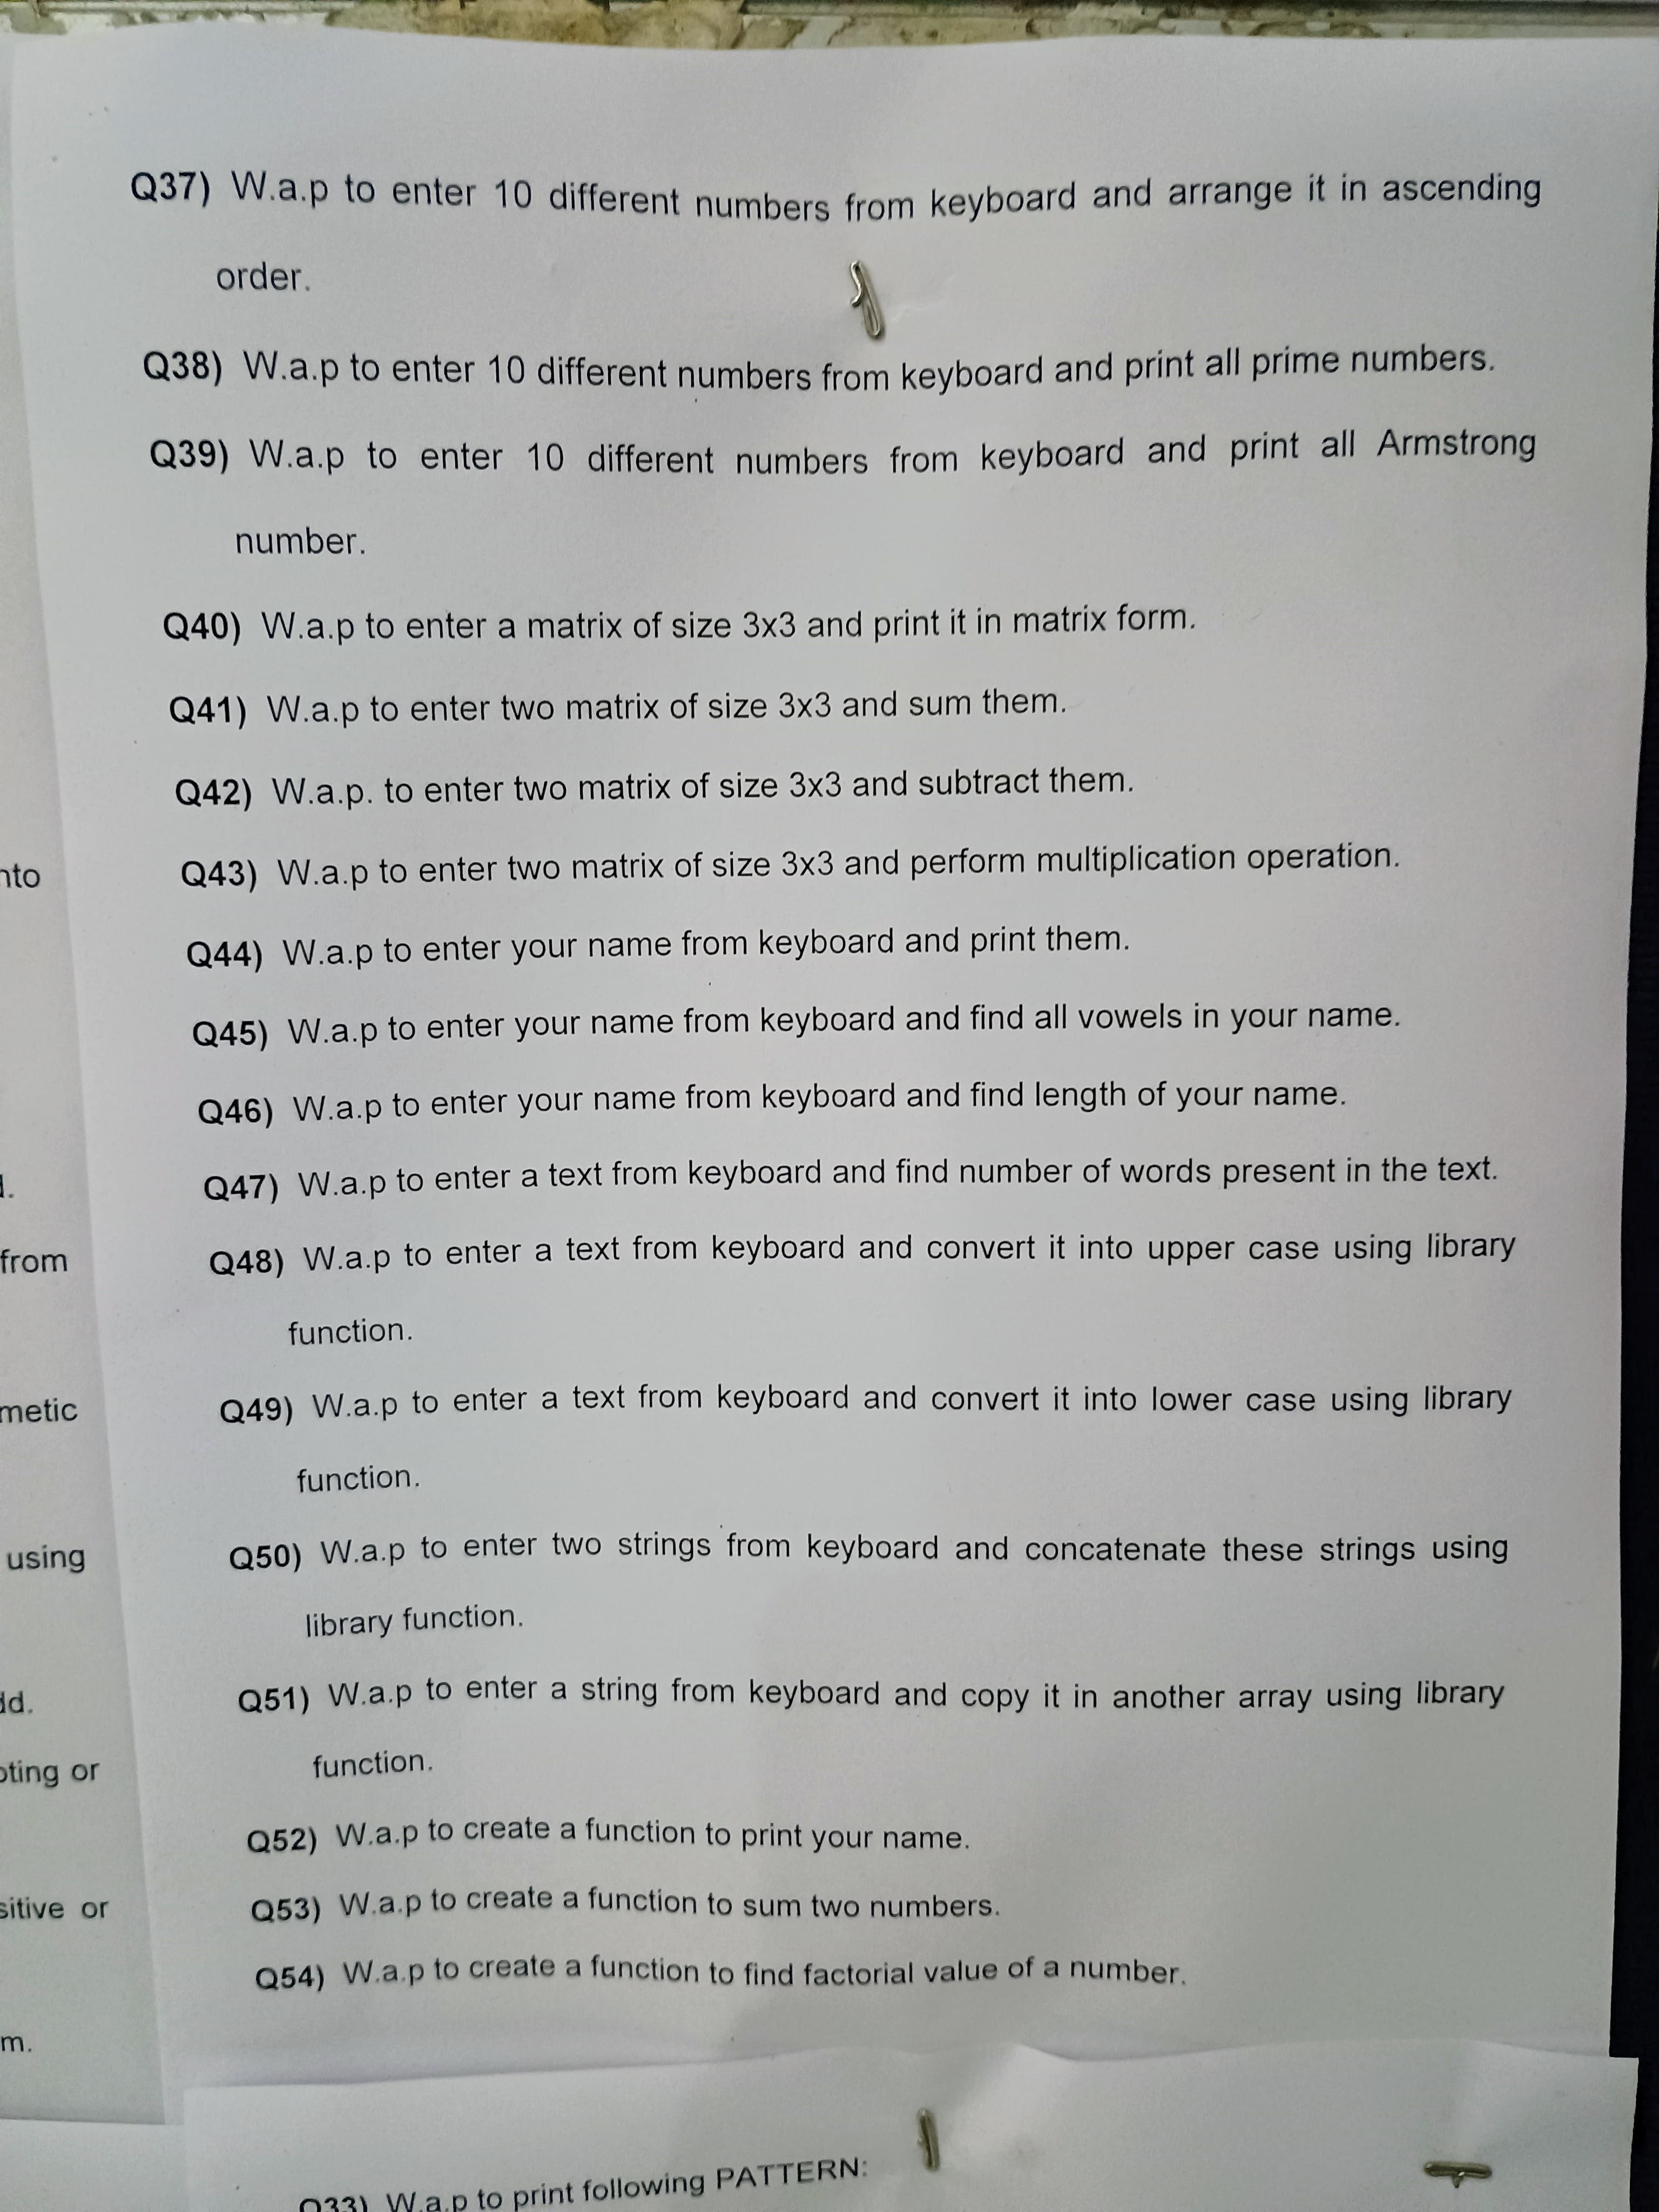 Q37) W.a.p to enter 10 different numbers from keyboard and arrange it in ascending
order.
Q38) W.a.p to enter 10 different numbers from keyboard and print all prime numbers.
Q39) W.a.p to enter 10 different numbers from keyboard and print all Armstrong
number.
Q40) W.a.p to enter a matrix of size 3x3 and print it in matrix form.
Q41) W.a.p to enter two matrix of size 3x3 and sum them.
Q42) W.a.p. to enter two matrix of size 3x3 and subtract them.
nto
Q43) W.a.p to enter two matrix of size 3x3 and perform multiplication operation.
Q44) W.a.p to enter your name from keyboard and print them.
Q45) W.a.p to enter your name from keyboard and find all vowels in your name.
Q46) W.a.p to enter your name from keyboard and find length of your name.
Q47) W.a.p to enter a text from keyboard and find number of words present in the text.
from
Q48) W.a.p to enter a text from keyboard and convert it into upper case using library
function.
metic
Q49) W.a.p to enter a text from keyboard and convert it into lower case using library
function.
using
Q50) W.a.p to enter two strings from keyboard and concatenate these strings using
library function.
Q51) W.a.p to enter a string from keyboard and copy it in another array using library
function.
dd.
oting or
Q52) W.a.p to create a function to print your name.
sitive or
Q53) W.a.p to create a function to sum two numbers.
Q54) W.a.p to create a function to find factorial value of a number.
m.
Q33) W.a.p to print following PATTERN: